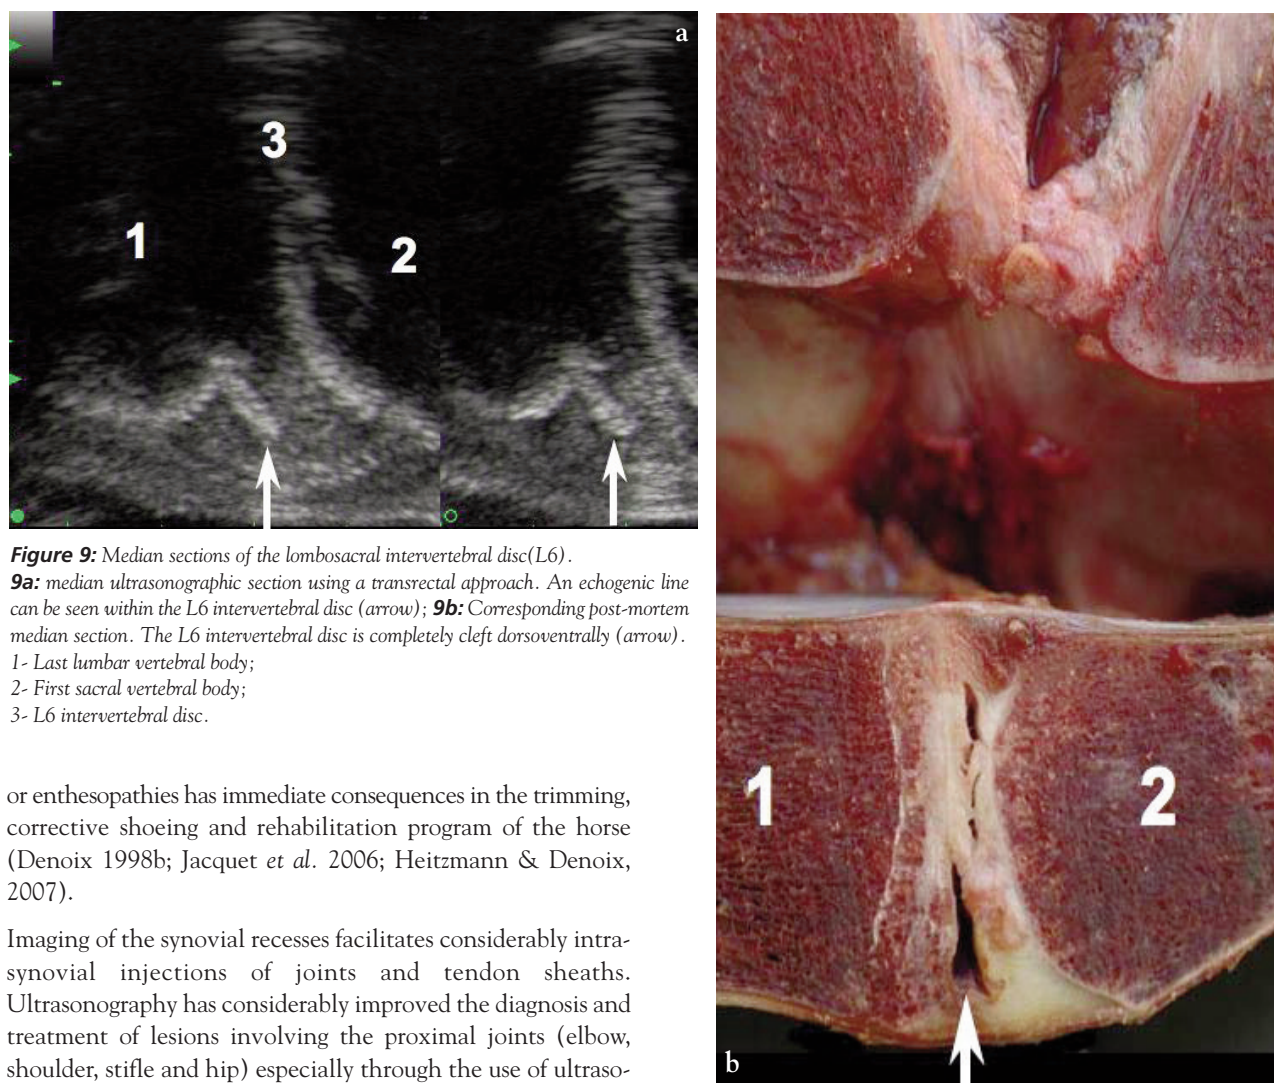 a
3
1
2
Figure 9: Median sections of the lombosacral intervertebral disc(L6).
9a: median ultrasonographic section using a transrectal approach. An echogenic line
can be seen within the L6 intervertebral disc (arrow); 9b: Corresponding post-mortem
median section. The L6 intervertebral disc is completely cleft dorsoventrally (arrow).
1- Last lumbar vertebral body;
2- First sacral vertebral body;
3- L6 intervertebral disc.
or enthesopathies has immediate consequences in the trimming,
corrective shoeing and rehabilitation program of the horse
(Denoix 1998b; Jacquet et al. 2006; Heitzmann & Denoix,
2007).
Imaging of the synovial recesses facilitates considerably intra-
synovial injections of joints and tendon sheaths.
Ultrasonography has considerably improved the diagnosis and
treatment of lesions involving the proximal joints (elbow,
shoulder, stifle and hip) especially through the use of ultraso-
1
2
b